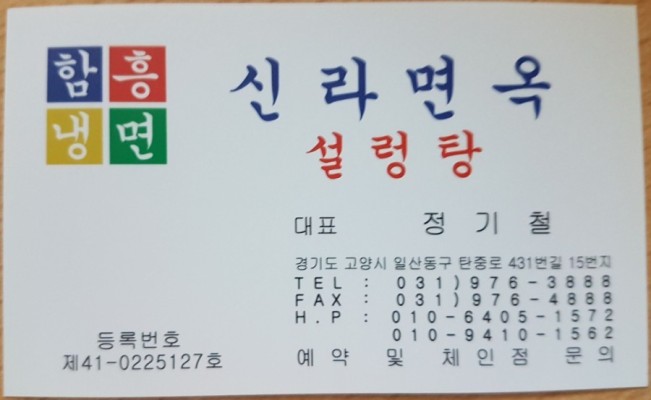 함흥
냉면
신라면옥
설렁탕
대표 정기철
경기도 고양시 일산동구 탄중로 431번길 15번지
TEL : 031)976-3888
FAX : 031)976-4888
H.P : 010-6405-1572
010-9410-1562
등록번호
제41-0225127호
예약 및 체인점 문의